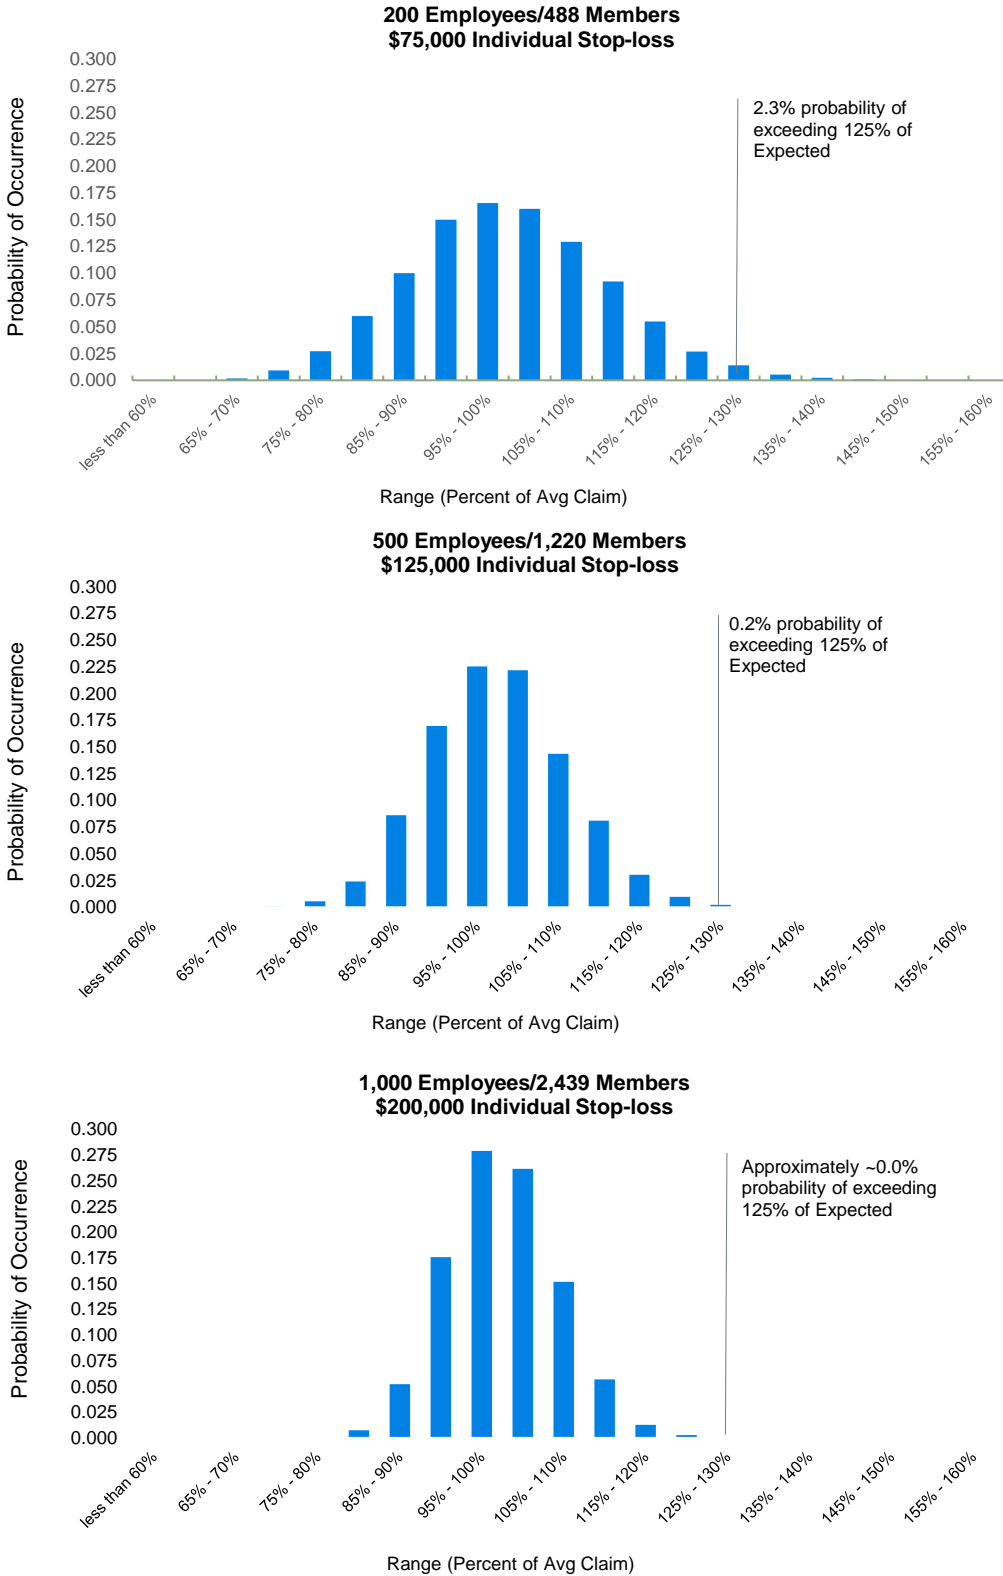 200 Employees/488 Members
$75,000 Individual Stop-loss
Probability of Occurrence
0.300
0.275
0.250
0.225
0.200
0.175
0.150
0.125
0.100
0.075
0.050
0.025
0.000
2.3% probability of
exceeding 125% of
Expected
less than 60%
65% - 70%
75% - 80%
85% - 90%
95% - 100%
105% - 110%
115% - 120%
125% - 130%
135% - 140%
145% - 150%
155% - 160%
Range (Percent of Avg Claim)
500 Employees/1,220 Members
$125,000 Individual Stop-loss
Probability of Occurrence
0.300
0.275
0.250
0.225
0.200
0.175
0.150
0.125
0.100
0.075
0.050
0.025
0.000
0.2% probability of
exceeding 125% of
Expected
less than 60%
65% - 70%
75% - 80%
85% - 90%
95% - 100%
105% - 110%
115% - 120%
125% - 130%
135% - 140%
145% - 150%
155% - 160%
Range (Percent of Avg Claim)
1,000 Employees/2,439 Members
$200,000 Individual Stop-loss
Probability of Occurrence
0.300
0.275
0.250
0.225
0.200
0.175
0.150
0.125
0.100
0.075
0.050
0.025
0.000
Approximately ~0.0%
probability of exceeding
125% of Expected
less than 60%
65% - 70%
75% - 80%
85% - 90%
95% - 100%
105% - 110%
115% - 120%
125% - 130%
135% - 140%
145% - 150%
155% - 160%
Range (Percent of Avg Claim)